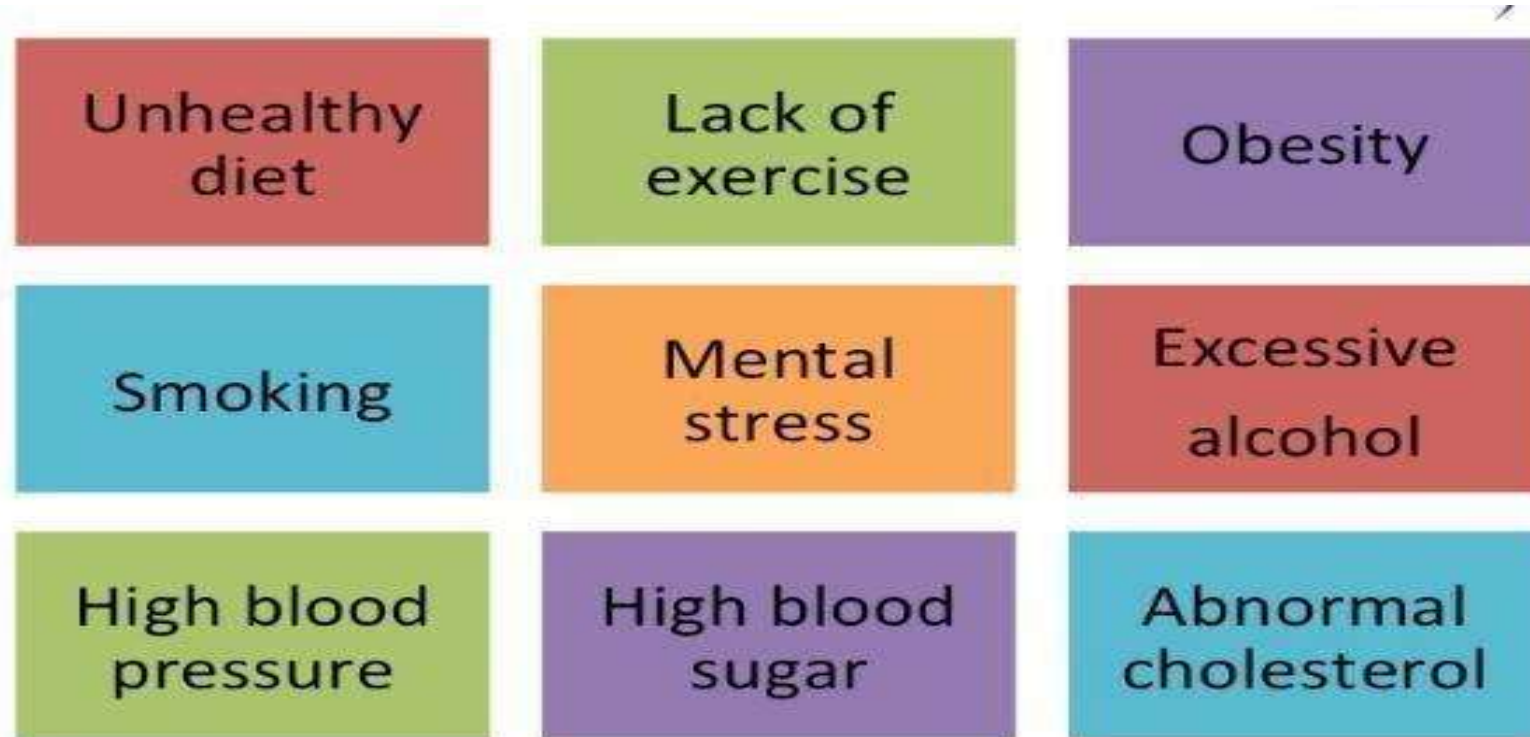 Unhealthy
diet
Lack of
exercise
Obesity
Smoking
Mental
stress
Excessive
alcohol
High blood
pressure
High blood
sugar
Abnormal
cholesterol